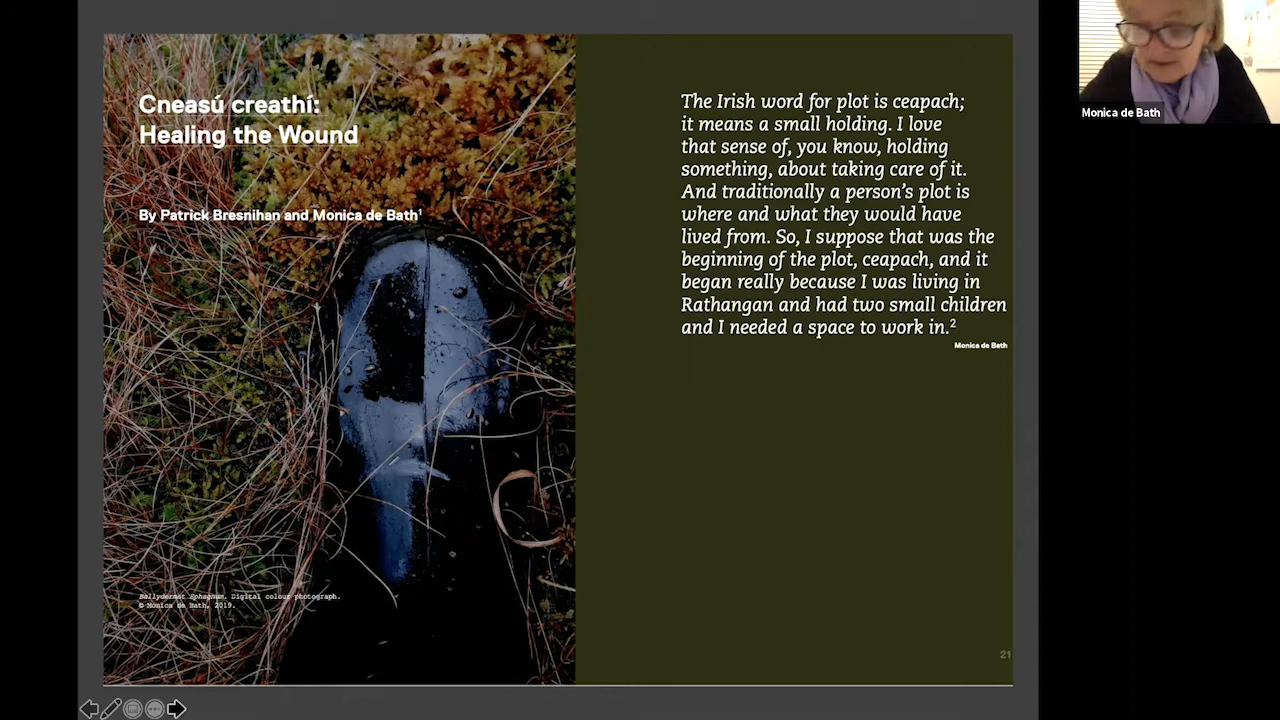 Cneasú creathí:
Healing the Wound
By Patrick Bresnihan and Monica de Bath¹
Ballydermot Sphagnum. Digital colour photograph.
© Monica de Bath, 2019.
The Irish word for plot is ceapach;
it means a small holding. I love
that sense of, you know, holding
something, about taking care of it.
And traditionally a person's plot is
where and what they would have
lived from. So, I suppose that was the
beginning of the plot, ceapach, and it
began really because I was living in
Rathangan and had two small children
and I needed a space to work in.²
Monica de Bath
21
Monica de Bath